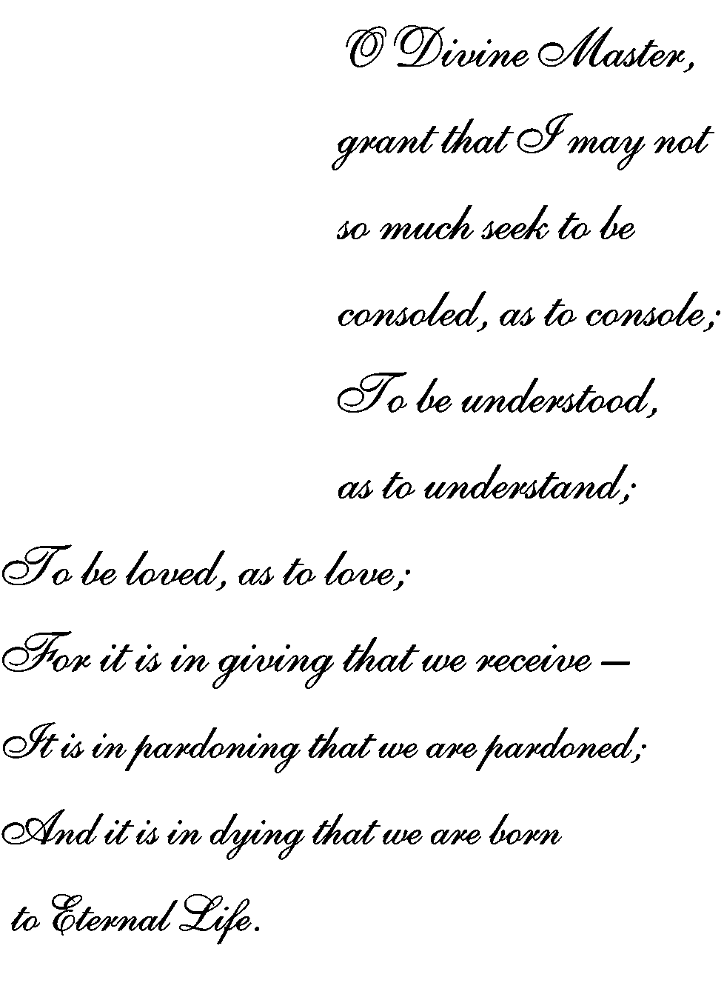 O Divine Master,
grant that I may not
so much seek to be
consoled, as to console;
To be understood,
as to understand;
To be loved, as to love;
For it is in giving that we receive —
It is in pardoning that we are pardoned;
And it is in dying that we are born
to Eternal Life.